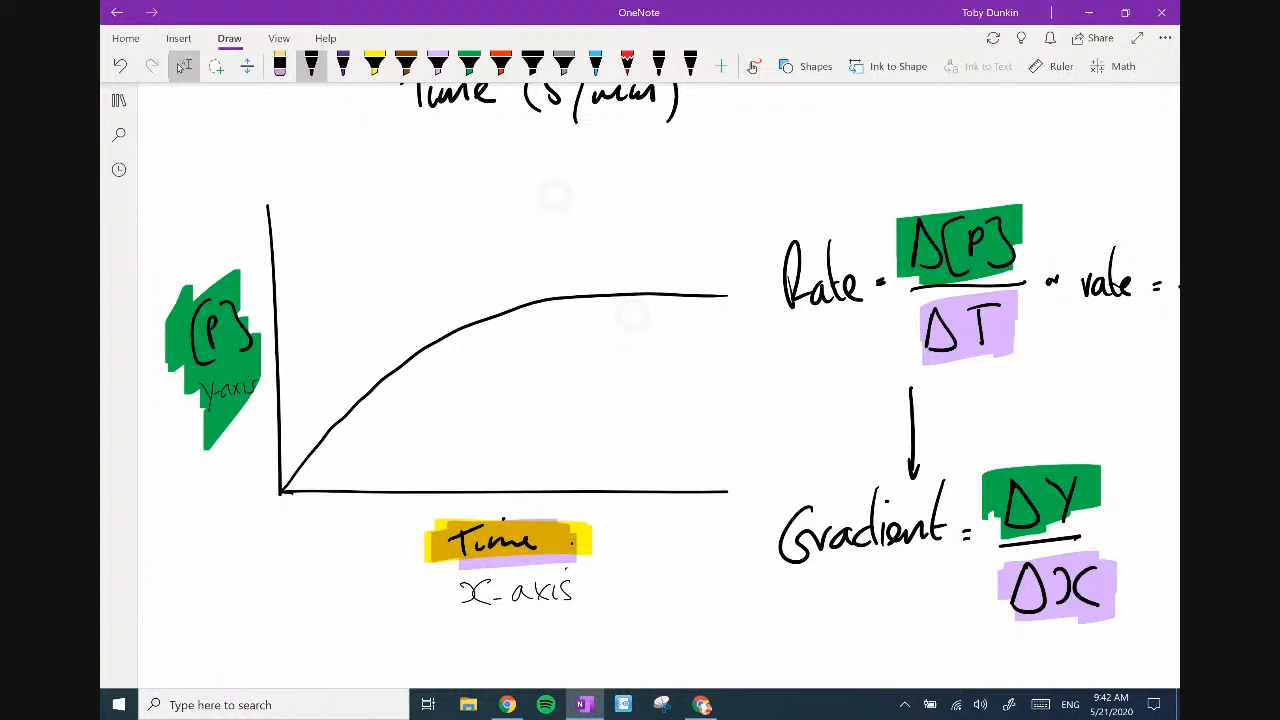 OneNote
Toby Dunkin
Home Insert Draw View Help
Share
Shapes Ink to Shape Ink to Text Ruler Math
Time (S/min)
Rate = Δ[P] ∝ rate =
ΔT
[P]
y-axis
Gradient = ΔY
Δx
Time
x-axis
Type here to search
ENG
9:42 AM
5/21/2020